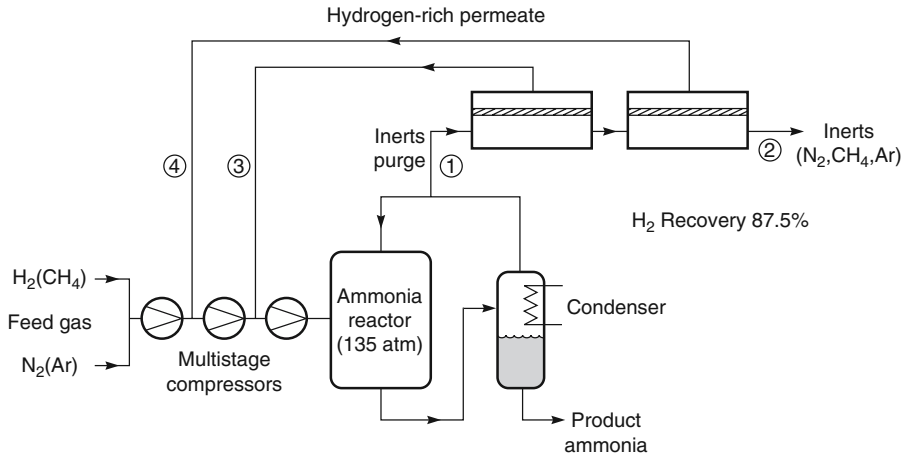 Hydrogen-rich permeate
Inerts
purge
①
②
Inerts
(N₂,CH₄,Ar)
④
③
H₂ Recovery 87.5%
H₂(CH₄)
Feed gas
N₂(Ar)
Multistage
compressors
Ammonia
reactor
(135 atm)
Condenser
Product
ammonia